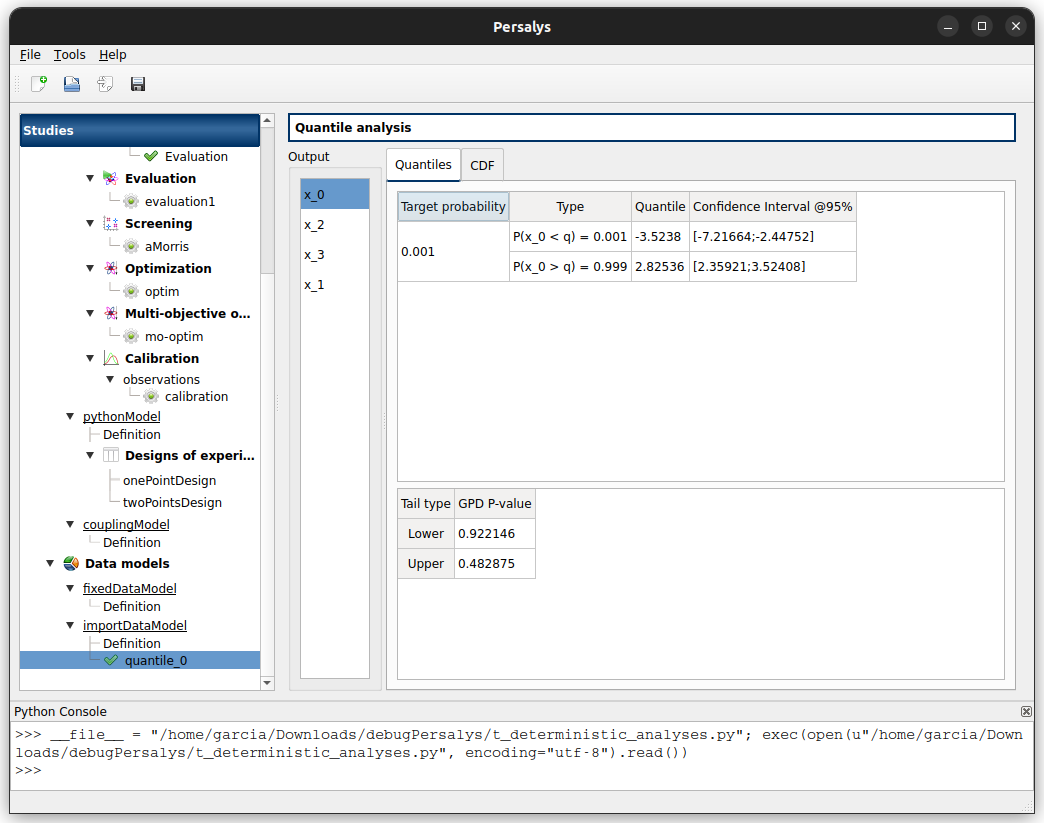 Persalys
File Tools Help
Studies
Evaluation
Evaluation
evaluation1
Screening
aMorris
Optimization
optim
Multi-objective o...
mo-optim
Calibration
observations
calibration
pythonModel
Definition
Designs of experi...
onePointDesign
twoPointsDesign
couplingModel
Definition
Data models
fixedDataModel
Definition
importDataModel
Definition
quantile_0
Quantile analysis
Output
x_0
x_2
x_3
x_1
Quantiles CDF
Target probability Type Quantile Confidence Interval @95%
0.001 P(x_0 < q) = 0.001 -3.5238 [-7.21664;-2.44752]
P(x_0 > q) = 0.999 2.82536 [2.35921;3.52408]
Tail type GPD P-value
Lower 0.922146
Upper 0.482875
Python Console
>>> __file__ = "/home/garcia/Downloads/debugPersalys/t_deterministic_analyses.py"; exec(open(u"/home/garcia/Down
loads/debugPersalys/t_deterministic_analyses.py", encoding="utf-8").read())
>>>